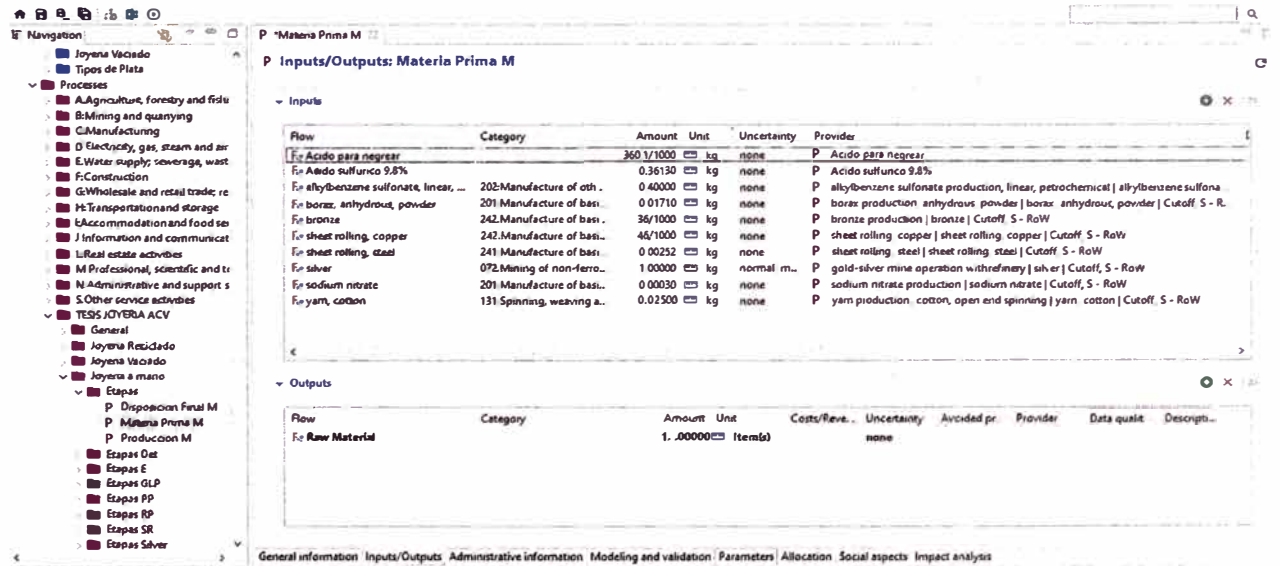 Navigation
Joyeria Vaciado
Tipos de Plata
Processes
A:Agriculture, forestry and fishi
B:Mining and quarrying
C:Manufacturing
D:Electricity, gas, steam and air
E:Water supply; sewerage, wast
F:Construction
G:Wholesale and retail trade; re
H:Transportation and storage
I:Accommodation and food ser
J:Information and communicat
L:Real estate activities
M:Professional, scientific and te
N:Administrative and support s
S:Other service activities
TESIS JOYERIA ACV
General
Joyeria Reciclado
Joyeria Vaciado
Joyeria a mano
Etapas
P Disposicion Final M
P Materia Prima M
P Produccion M
Etapas Det
Etapas E
Etapas GLP
Etapas PP
Etapas RP
Etapas SR
Etapas Silver
P *Materia Prima M
P Inputs/Outputs: Materia Prima M
Inputs
Flow Category Amount Unit Uncertainty Provider
Acido para negrear 360.1/1000 kg none P Acido para negrear
Acido sulfurico 9.8% 0.36130 kg none P Acido sulfurico 9.8%
alkylbenzene sulfonate, linear, ... 202:Manufacture of oth.. 0.40000 kg none P alkylbenzene sulfonate production, linear, petrochemical | alkylbenzene sulfona
borax, anhydrous, powder 201:Manufacture of basi.. 0.01710 kg none P borax production, anhydrous, powder | borax, anhydrous, powder | Cutoff, S - R.
bronze 242:Manufacture of basi.. 36/1000 kg none P bronze production | bronze | Cutoff, S - RoW
sheet rolling, copper 242:Manufacture of basi.. 46/1000 kg none P sheet rolling, copper | sheet rolling, copper | Cutoff, S - RoW
sheet rolling, steel 241:Manufacture of basi.. 0.00252 kg none P sheet rolling, steel | sheet rolling, steel | Cutoff, S - RoW
silver 072:Mining of non-ferro.. 1.00000 kg normal m... P gold-silver mine operation with refinery | silver | Cutoff, S - RoW
sodium nitrate 201:Manufacture of basi.. 0.00030 kg none P sodium nitrate production | sodium nitrate | Cutoff, S - RoW
yarn, cotton 131:Spinning, weaving a.. 0.02500 kg none P yarn production, cotton, open end spinning | yarn, cotton | Cutoff, S - RoW
Outputs
Flow Category Amount Unit Costs/Reve... Uncertainty Avoided pr. Provider Data qualit Descripti...
Raw Material 1. .00000 Item(s) none
General information Inputs/Outputs Administrative information Modeling and validation Parameters Allocation Social aspects Impact analysis